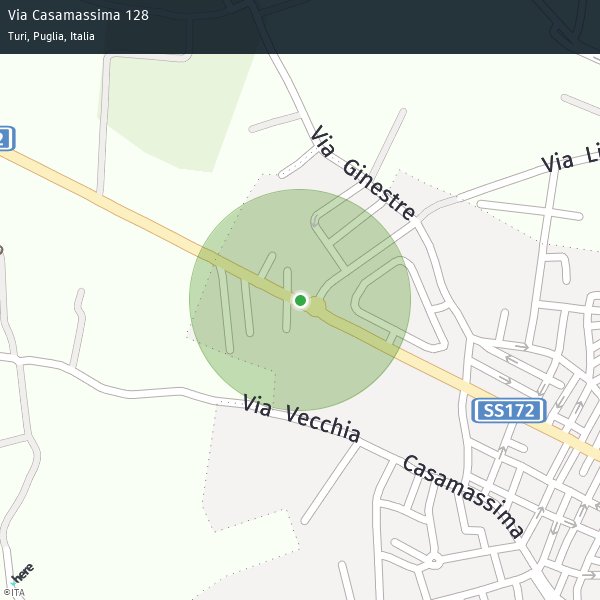 Via Casamassima 128
Turi, Puglia, Italia
Via Ginestre
Via Li
2
Via Vecchia
Casamassima
SS172
here
©ITA